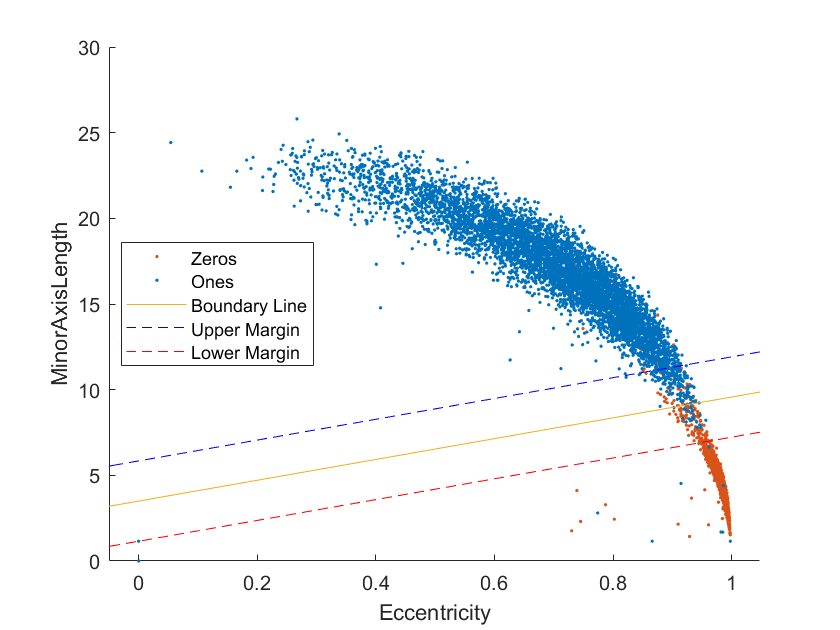 30
25
20
15
10
5
0
MinorAxisLength
Zeros
Ones
Boundary Line
Upper Margin
Lower Margin
0 0.2 0.4 0.6 0.8 1
Eccentricity